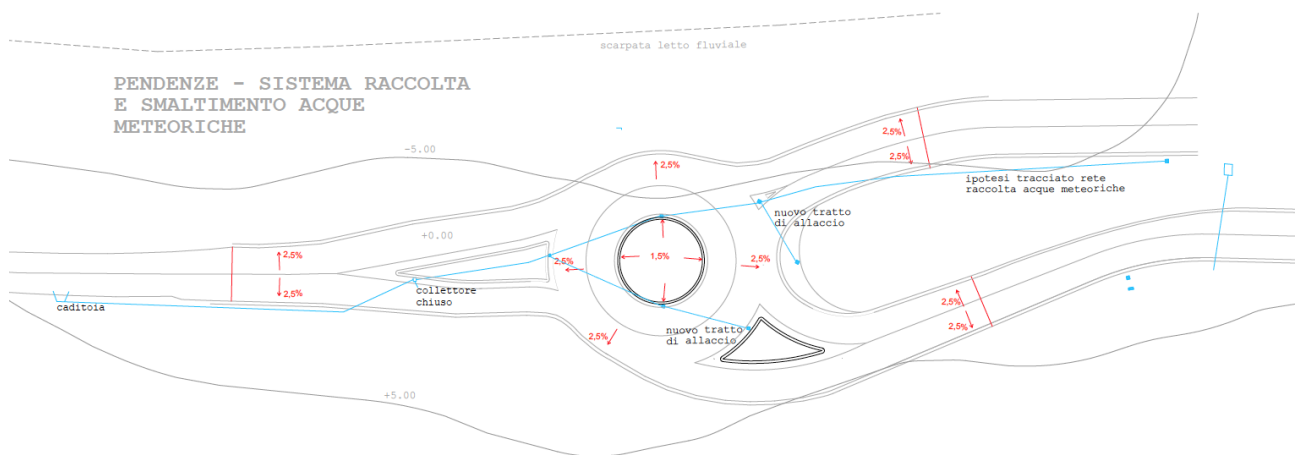 scarpata letto fluviale
PENDENZE - SISTEMA RACCOLTA
E SMALTIMENTO ACQUE
METEORICHE
-5.00
2,5%
2,5%
2,5%
ipotesi tracciato rete
raccolta acque meteoriche
nuovo tratto
di allaccio
+0.00
2,5%
2,5%
2,5%
1,5%
2,5%
collettore
chiuso
caditoia
2,5%
2,5%
2,5%
nuovo tratto
di allaccio
+5.00